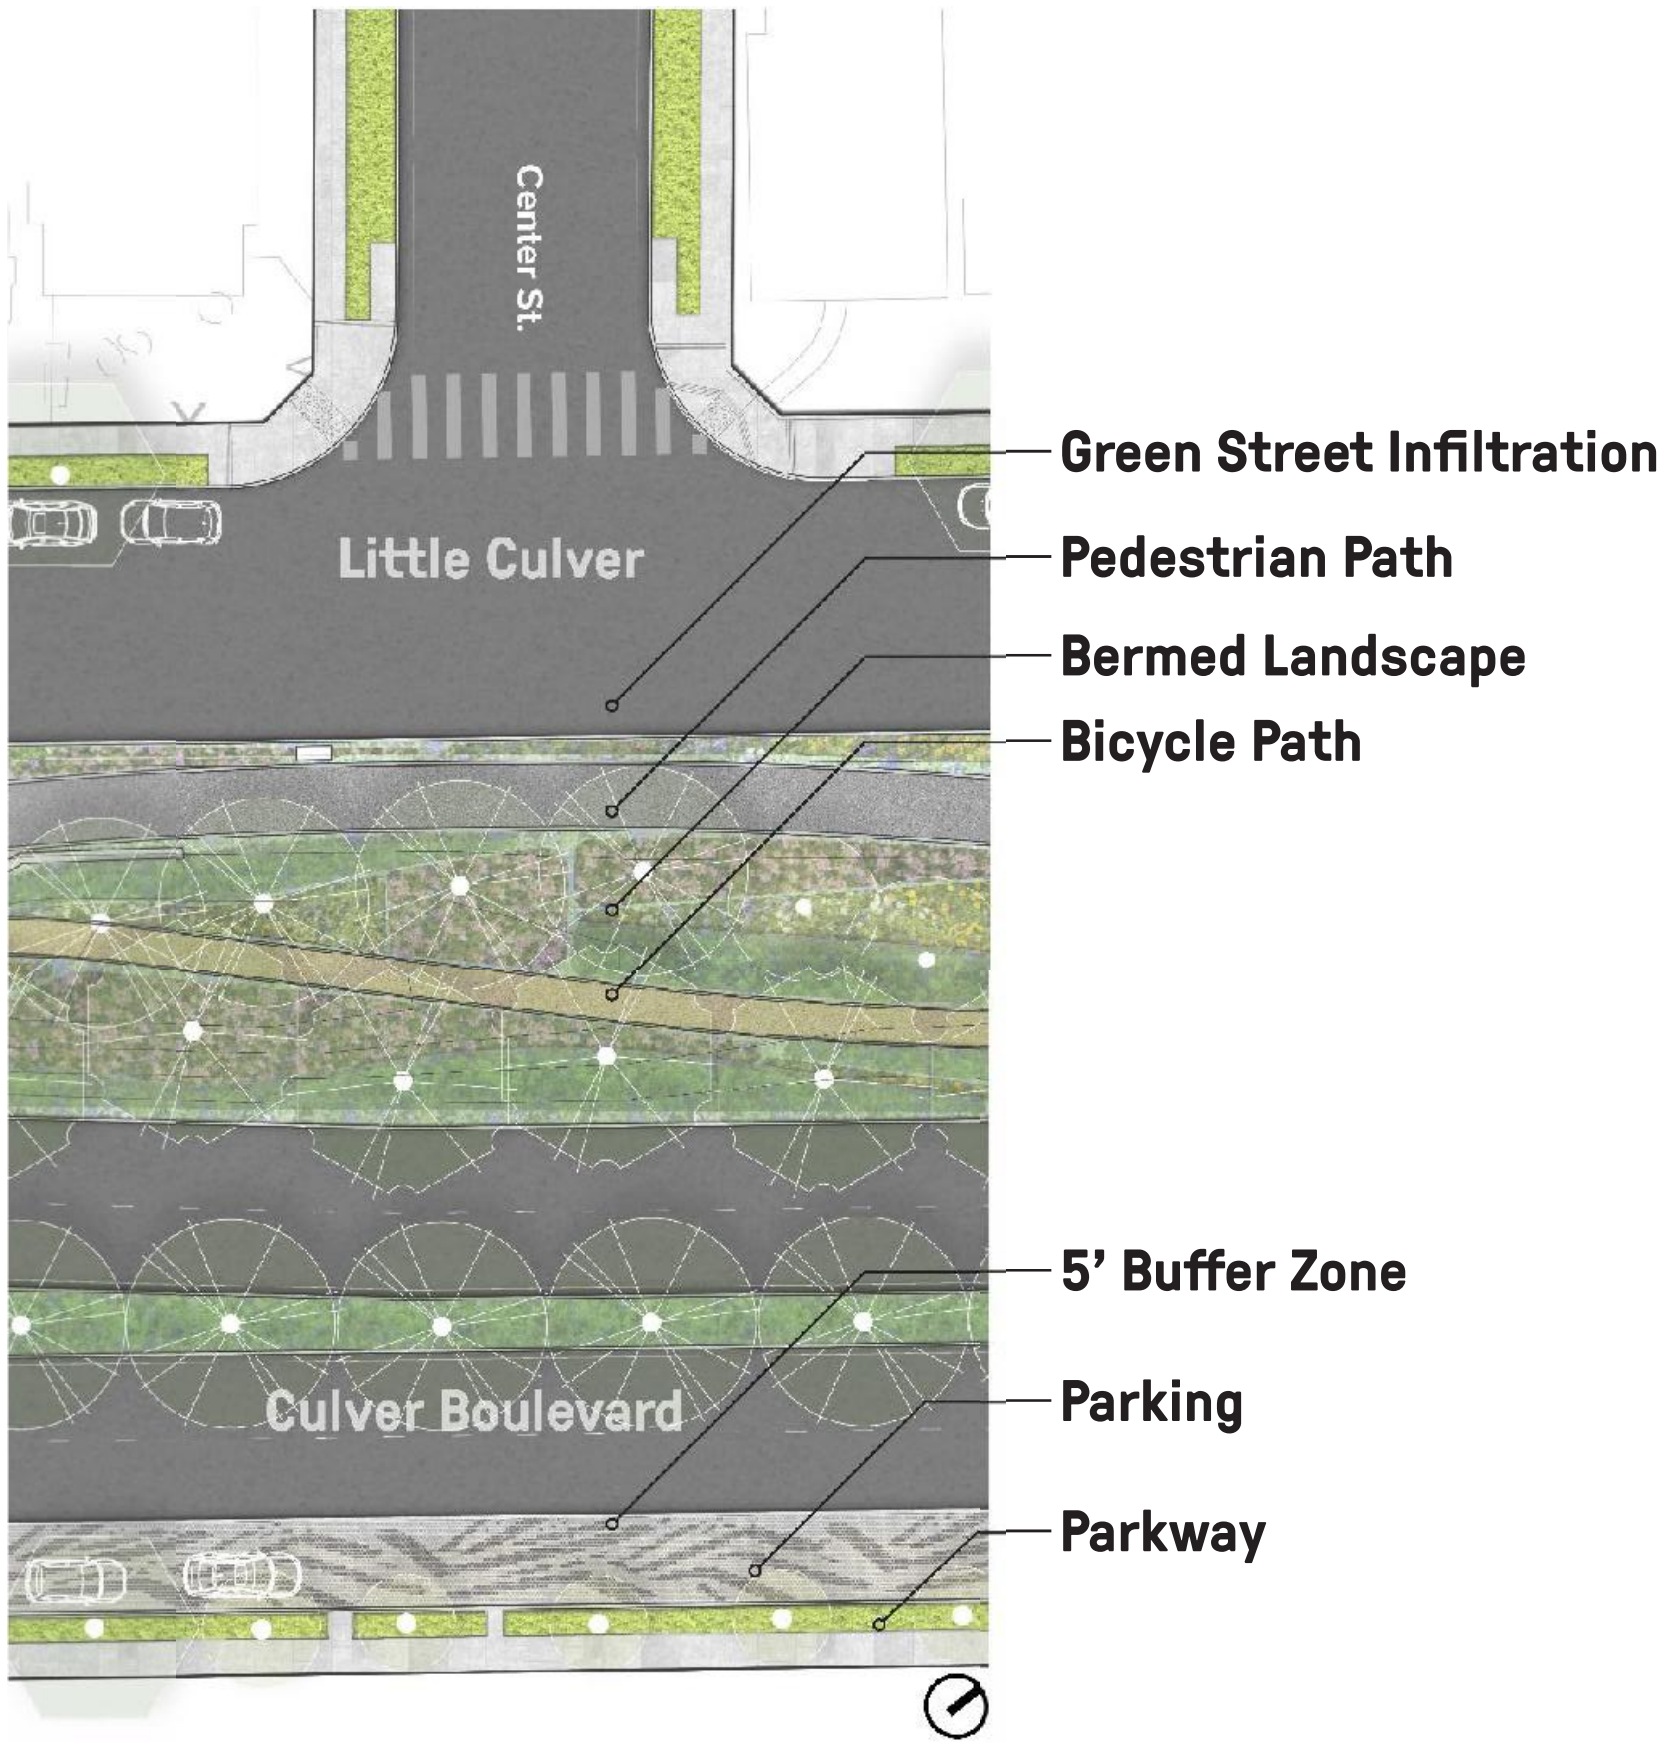 Center St.
Green Street Infiltration
Little Culver
Pedestrian Path
Bermed Landscape
Bicycle Path
5’ Buffer Zone
Culver Boulevard
Parking
Parkway